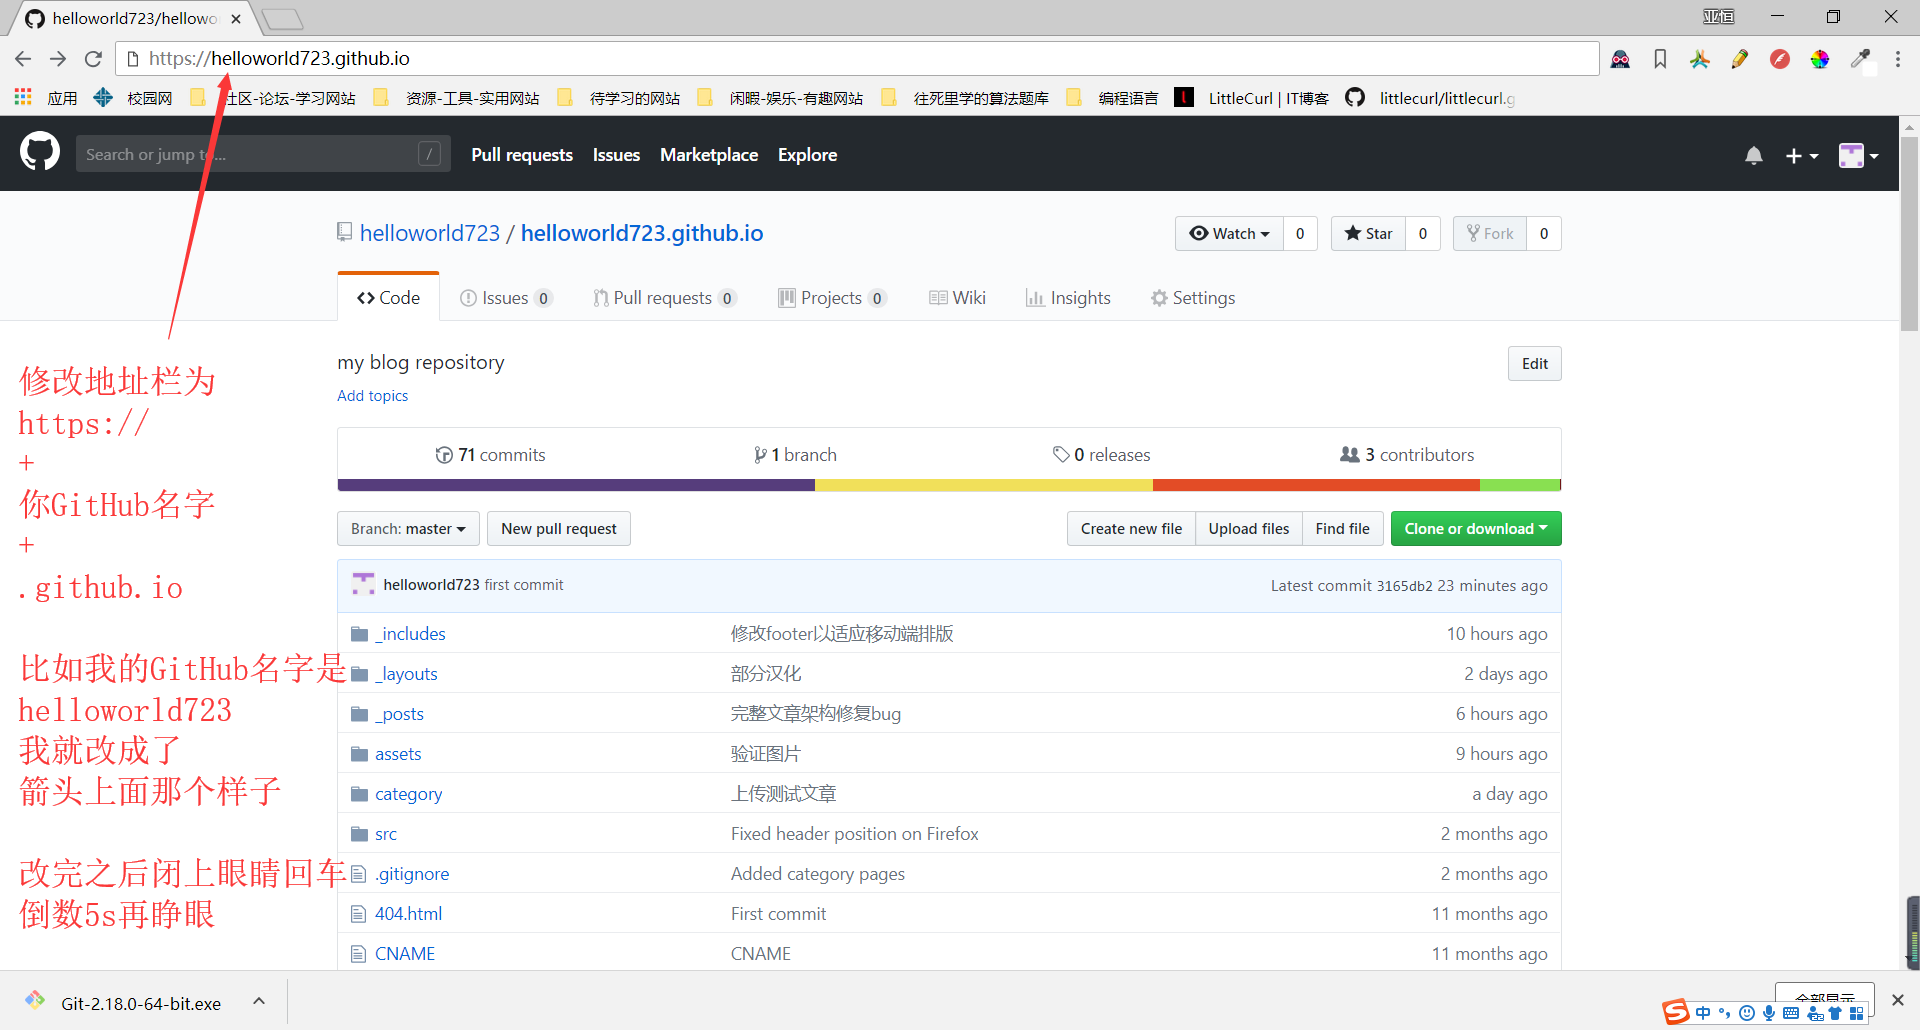 helloworld723/hellowo
亚恒
https://helloworld723.github.io
应用
校园网
社区-论坛-学习网站
资源-工具-实用网站
待学习的网站
闲暇-娱乐-有趣网站
往死里学的算法题库
编程语言
LittleCurl | IT博客
littlecurl/littlecurl.g
Search or jump to...
/
Pull requests
Issues
Marketplace
Explore
helloworld723 / helloworld723.github.io
Watch 0
Star 0
Fork 0
Code
Issues 0
Pull requests 0
Projects 0
Wiki
Insights
Settings
my blog repository
Edit
Add topics
71 commits
1 branch
0 releases
3 contributors
Branch: master
New pull request
Create new file
Upload files
Find file
Clone or download
helloworld723 first commit
Latest commit 3165db2 23 minutes ago
_includes 修改footer以适应移动端排版 10 hours ago
_layouts 部分汉化 2 days ago
_posts 完整文章架构修复bug 6 hours ago
assets 验证图片 9 hours ago
category 上传测试文章 a day ago
src Fixed header position on Firefox 2 months ago
.gitignore Added category pages 2 months ago
404.html First commit 11 months ago
CNAME CNAME 11 months ago
修改地址栏为
https://
+
你GitHub名字
+
.github.io
比如我的GitHub名字是
helloworld723
我就改成了
箭头上面那个样子
改完之后闭上眼睛回车
倒数5s再睁眼
Git-2.18.0-64-bit.exe
全部显示
中